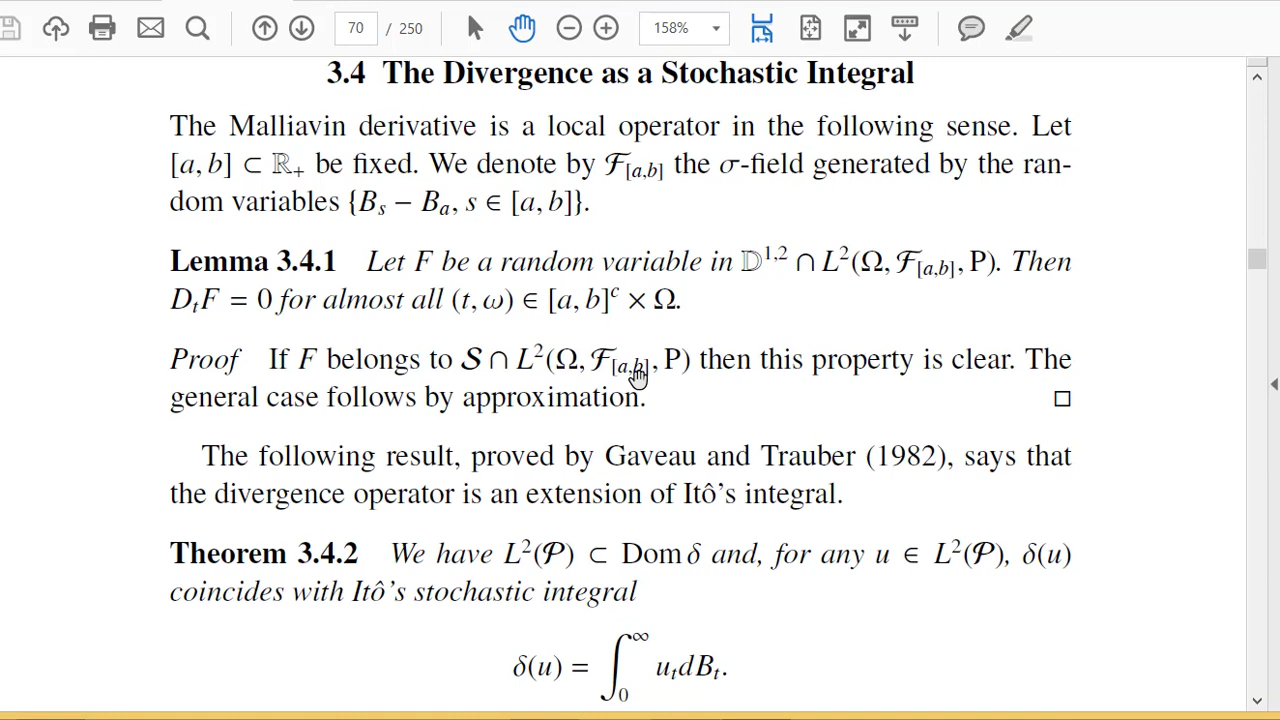 70 / 250 158%
3.4 The Divergence as a Stochastic Integral
The Malliavin derivative is a local operator in the following sense. Let
[a, b] ⊂ ℝ₊ be fixed. We denote by ℱ[a,b] the σ-field generated by the ran-
dom variables {Bₛ − Bₐ, s ∈ [a, b]}.
Lemma 3.4.1 Let F be a random variable in 𝔻^{1,2} ∩ L²(Ω, ℱ[a,b], P). Then
DₜF = 0 for almost all (t, ω) ∈ [a, b]ᶜ × Ω.
Proof If F belongs to 𝒮 ∩ L²(Ω, ℱ[a,b], P) then this property is clear. The
general case follows by approximation. □
The following result, proved by Gaveau and Trauber (1982), says that
the divergence operator is an extension of Itô's integral.
Theorem 3.4.2 We have L²(𝒫) ⊂ Dom δ and, for any u ∈ L²(𝒫), δ(u)
coincides with Itô's stochastic integral
δ(u) = ∫₀^∞ uₜdBₜ.